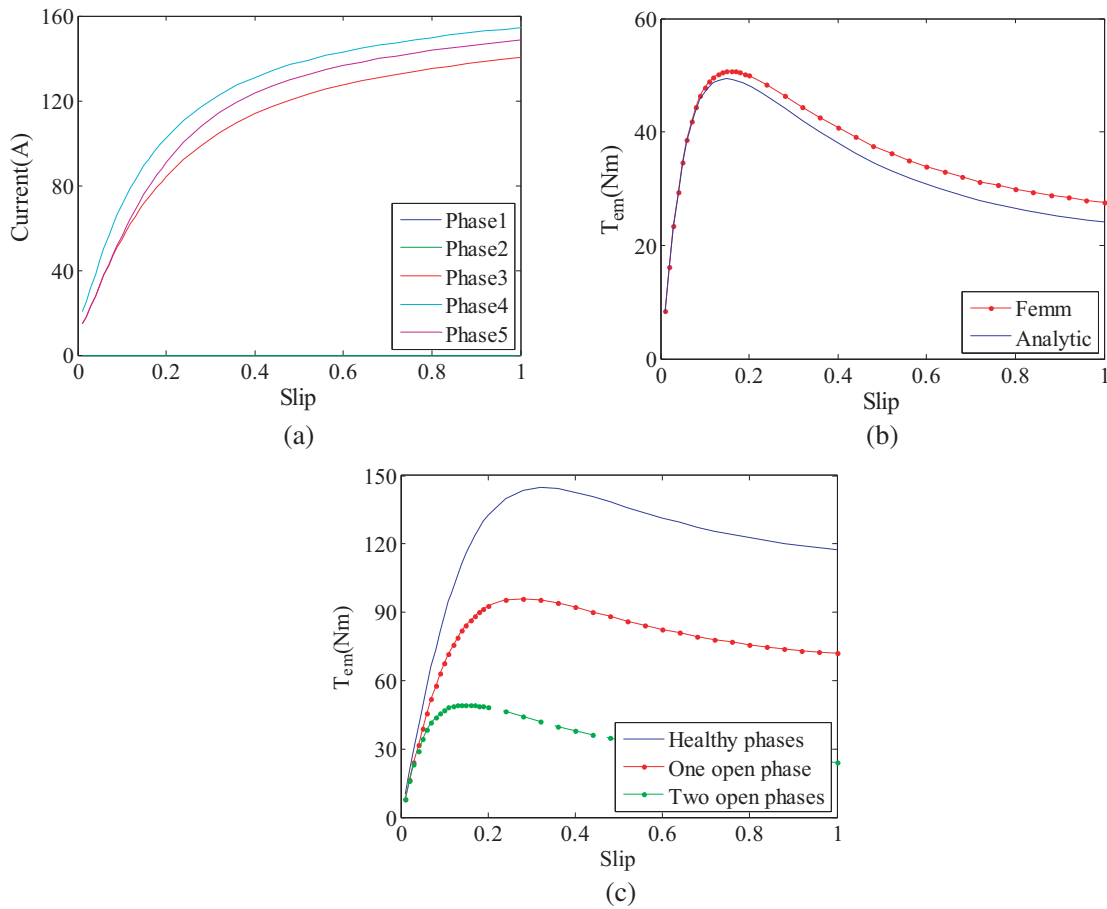 160
120
80
40
0
Current(A)
Phase1
Phase2
Phase3
Phase4
Phase5
0 0.2 0.4 0.6 0.8 1
Slip
(a)
60
40
20
0
T_em(Nm)
Femm
Analytic
0 0.2 0.4 0.6 0.8 1
Slip
(b)
150
120
90
60
30
0
T_em(Nm)
Healthy phases
One open phase
Two open phases
0 0.2 0.4 0.6 0.8 1
Slip
(c)